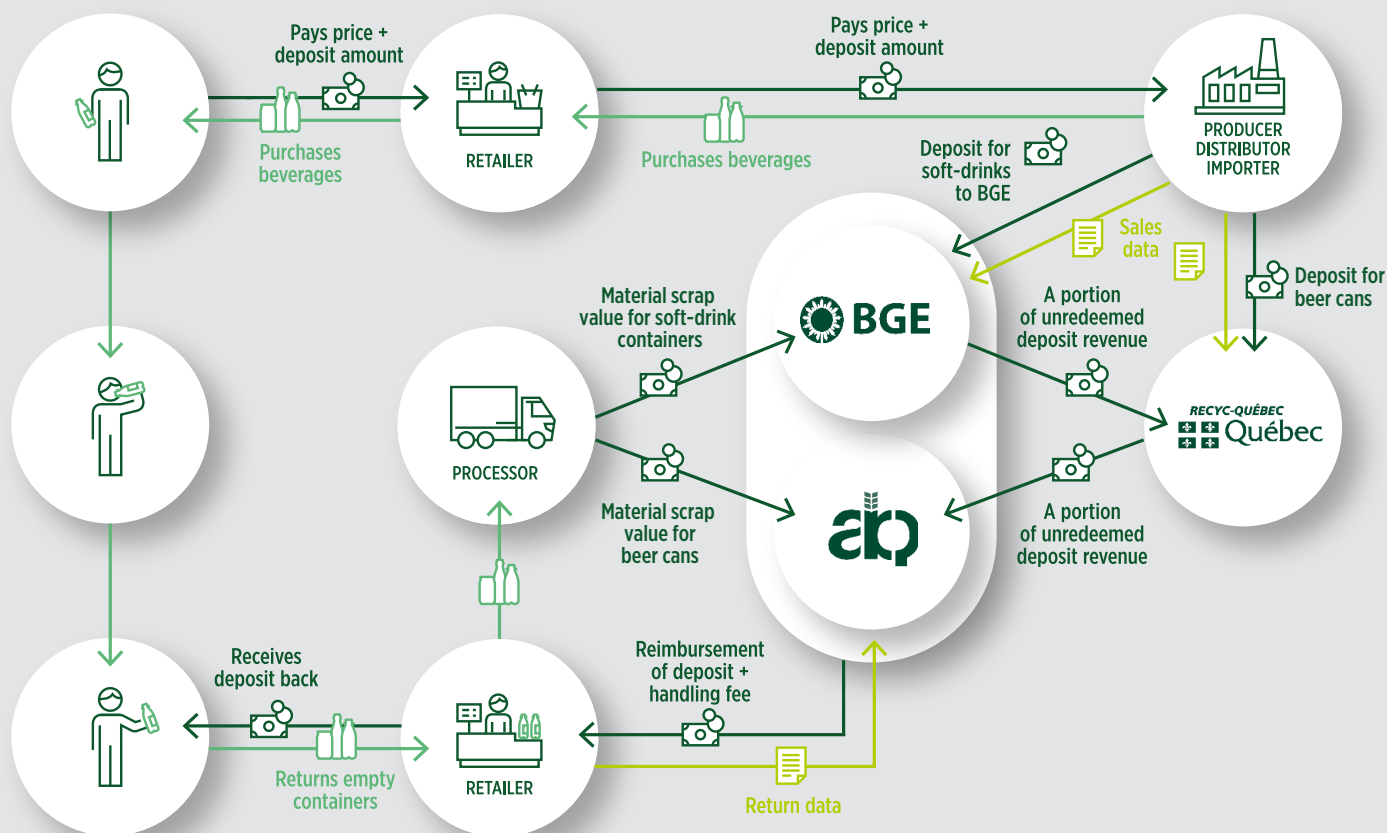 Pays price +
deposit amount
Purchases
beverages
RETAILER
Pays price +
deposit amount
Purchases beverages
PRODUCER
DISTRIBUTOR
IMPORTER
Deposit for
soft-drinks
to BGE
Sales
data
Deposit for
beer cans
Material scrap
value for soft-drink
containers
BGE
A portion
of unredeemed
deposit revenue
PROCESSOR
RECYC-QUÉBEC
Québec
Material scrap
value for
beer cans
abq
A portion
of unredeemed
deposit revenue
Receives
deposit back
Returns empty
containers
RETAILER
Reimbursement
of deposit +
handling fee
Return data